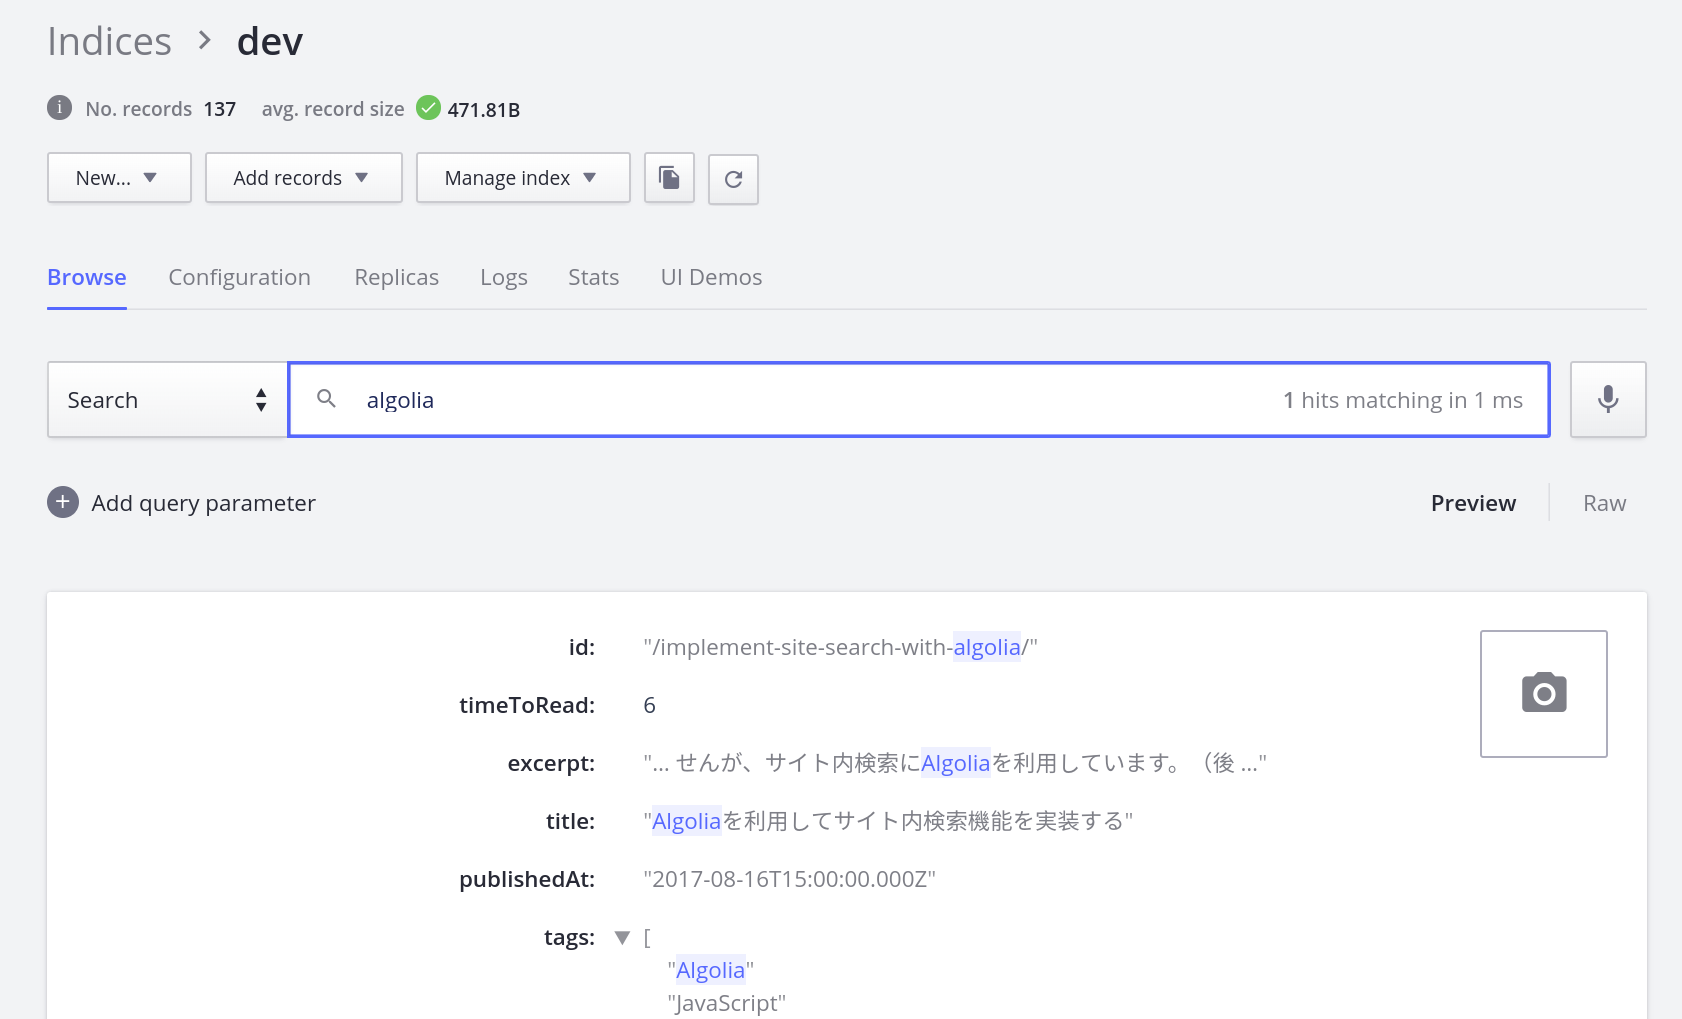 Indices > dev
i No. records 137 avg. record size 471.81B
New... Add records Manage index
Browse Configuration Replicas Logs Stats UI Demos
Search algolia 1 hits matching in 1 ms
+ Add query parameter Preview Raw
id: "/implement-site-search-with-algolia/"
timeToRead: 6
excerpt: "... せんが、サイト内検索にAlgoliaを利用しています。（後 ..."
title: "Algoliaを利用してサイト内検索機能を実装する"
publishedAt: "2017-08-16T15:00:00.000Z"
tags: ▼ [
"Algolia"
"JavaScript"